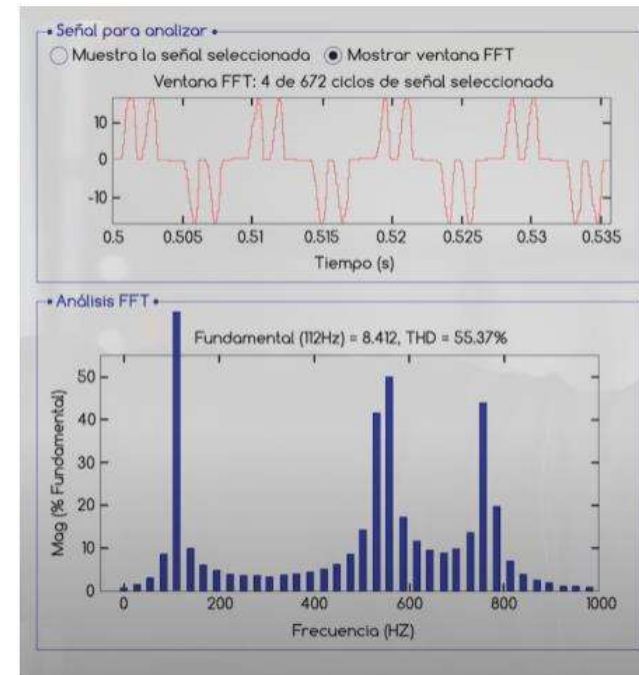 Señal para analizar
Muestra la señal seleccionada Mostrar ventana FFT
Ventana FFT: 4 de 672 ciclos de señal seleccionada
10
0
-10
0.5 0.505 0.51 0.515 0.52 0.525 0.53 0.535
Tiempo (s)
Análisis FFT
Fundamental (112Hz) = 8.412, THD = 55.37%
50
40
30
20
10
0
Mag (% Fundamental)
0 200 400 600 800 1000
Frecuencia (HZ)